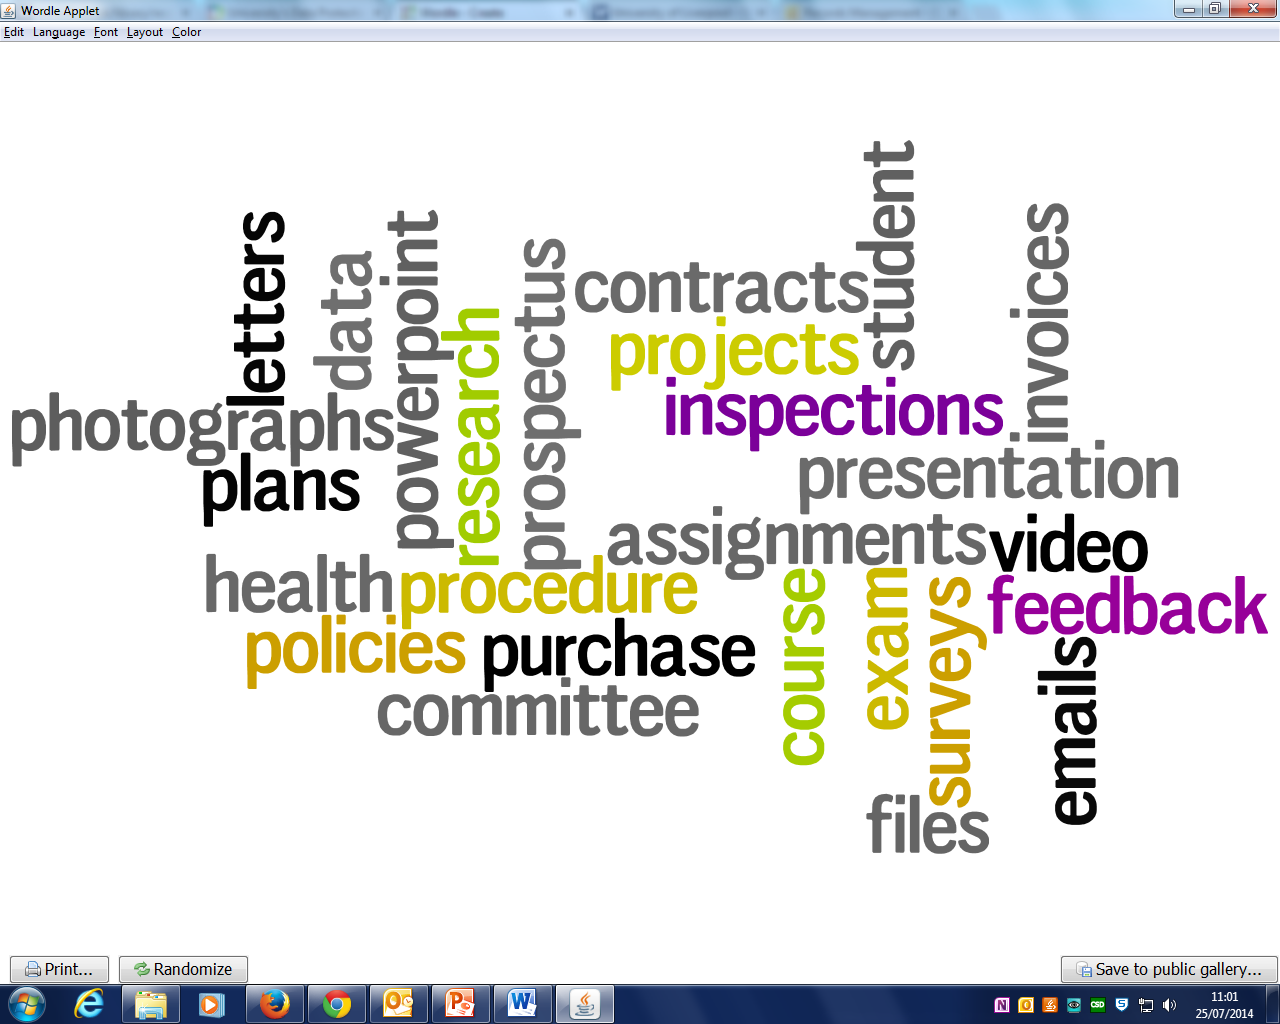 Wordle Applet
Edit Language Font Layout Color
student
letters
invoices
powerpoint
prospectus
data
contracts
research
projects
inspections
photographs
presentation
plans
assignments
video
health
procedure
course
exam
surveys
feedback
policies
purchase
emails
committee
files
Print...
Randomize
Save to public gallery...
CSD
11:01
25/07/2014